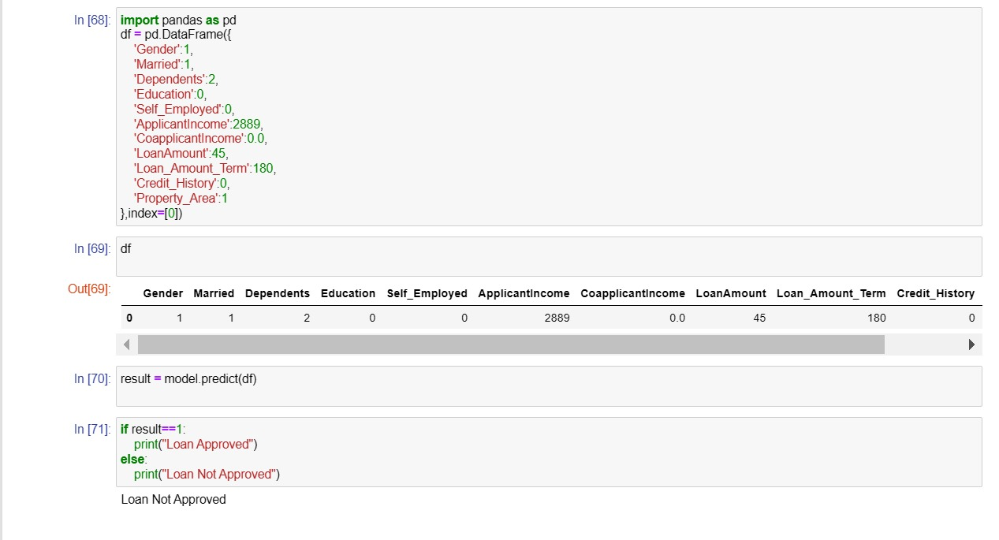 In [68]: import pandas as pd
df = pd.DataFrame({
'Gender':1,
'Married':1,
'Dependents':2,
'Education':0,
'Self_Employed':0,
'ApplicantIncome':2889,
'CoapplicantIncome':0.0,
'LoanAmount':45,
'Loan_Amount_Term':180,
'Credit_History':0,
'Property_Area':1
},index=[0])
In [69]: df
Out[69]:
Gender Married Dependents Education Self_Employed ApplicantIncome CoapplicantIncome LoanAmount Loan_Amount_Term Credit_History
0 1 1 2 0 0 2889 0.0 45 180 0
In [70]: result = model.predict(df)
In [71]: if result==1:
print("Loan Approved")
else:
print("Loan Not Approved")
Loan Not Approved